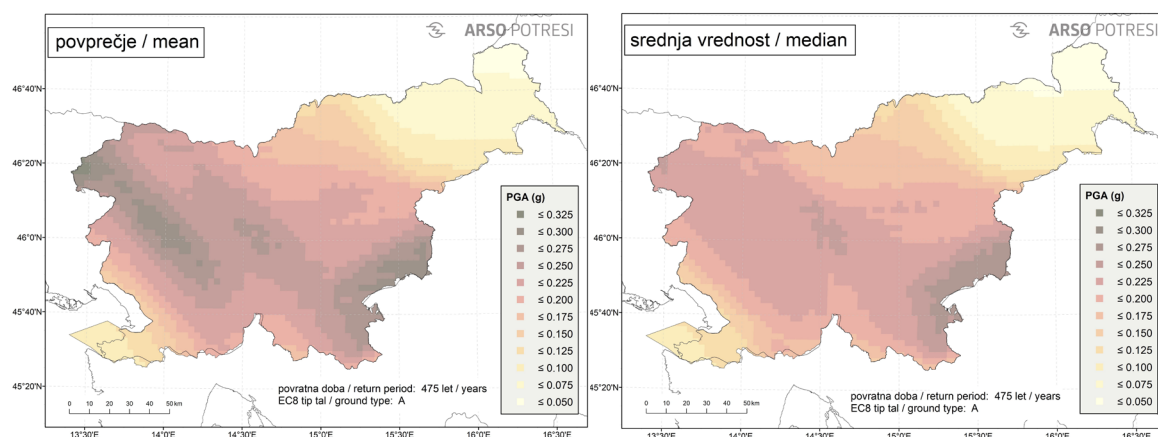 povprečje / mean
ARSO POTRESI
46°40'N
46°20'N
46°0'N
45°40'N
45°20'N
PGA (g)
≤ 0.325
≤ 0.300
≤ 0.275
≤ 0.250
≤ 0.225
≤ 0.200
≤ 0.175
≤ 0.150
≤ 0.125
≤ 0.100
≤ 0.075
≤ 0.050
povratna doba / return period: 475 let / years
EC8 tip tal / ground type: A
0 10 20 30 40 50 km
13°30'E 14°0'E 14°30'E 15°0'E 15°30'E 16°0'E 16°30'E
srednja vrednost / median
ARSO POTRESI
46°40'N
46°20'N
46°0'N
45°40'N
45°20'N
PGA (g)
≤ 0.325
≤ 0.300
≤ 0.275
≤ 0.250
≤ 0.225
≤ 0.200
≤ 0.175
≤ 0.150
≤ 0.125
≤ 0.100
≤ 0.075
≤ 0.050
povratna doba / return period: 475 let / years
EC8 tip tal / ground type: A
0 10 20 30 40 50 km
13°30'E 14°0'E 14°30'E 15°0'E 15°30'E 16°0'E 16°30'E